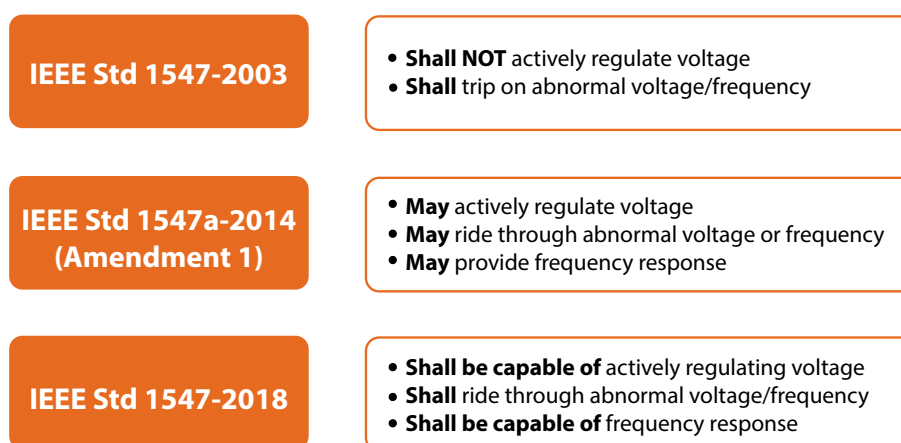 IEEE Std 1547-2003
• Shall NOT actively regulate voltage
• Shall trip on abnormal voltage/frequency
IEEE Std 1547a-2014
(Amendment 1)
• May actively regulate voltage
• May ride through abnormal voltage or frequency
• May provide frequency response
IEEE Std 1547-2018
• Shall be capable of actively regulating voltage
• Shall ride through abnormal voltage/frequency
• Shall be capable of frequency response